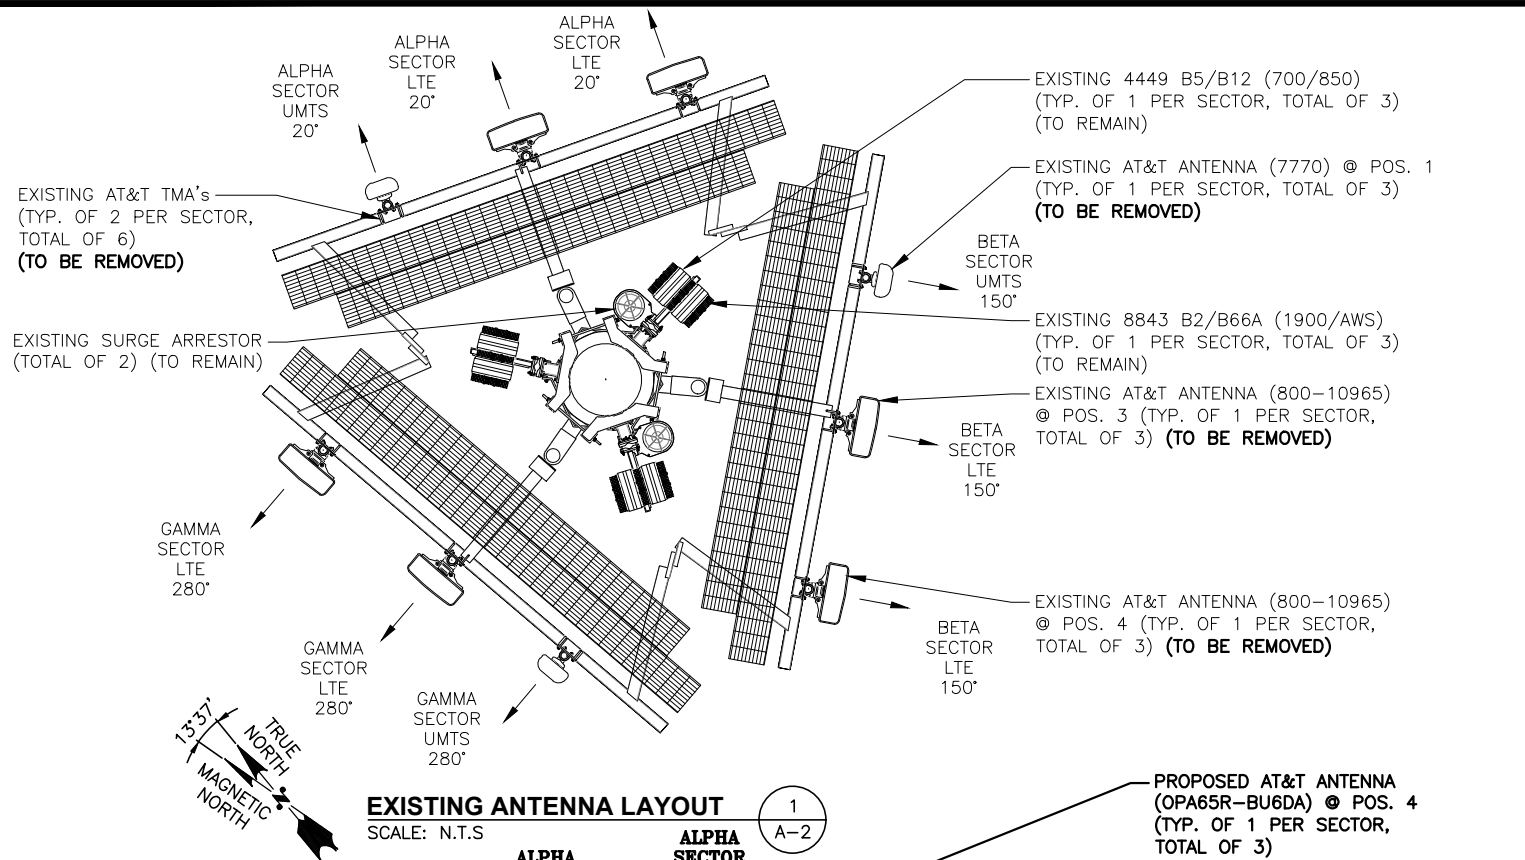 ALPHA
SECTOR
UMTS
20°
ALPHA
SECTOR
LTE
20°
ALPHA
SECTOR
LTE
20°
EXISTING 4449 B5/B12 (700/850)
(TYP. OF 1 PER SECTOR, TOTAL OF 3)
(TO REMAIN)
EXISTING AT&T ANTENNA (7770) @ POS. 1
(TYP. OF 1 PER SECTOR, TOTAL OF 3)
(TO BE REMOVED)
EXISTING AT&T TMA's
(TYP. OF 2 PER SECTOR,
TOTAL OF 6)
(TO BE REMOVED)
BETA
SECTOR
UMTS
150°
EXISTING SURGE ARRESTOR
(TOTAL OF 2) (TO REMAIN)
EXISTING 8843 B2/B66A (1900/AWS)
(TYP. OF 1 PER SECTOR, TOTAL OF 3)
(TO REMAIN)
EXISTING AT&T ANTENNA (800-10965)
@ POS. 3 (TYP. OF 1 PER SECTOR,
TOTAL OF 3) (TO BE REMOVED)
BETA
SECTOR
LTE
150°
GAMMA
SECTOR
LTE
280°
EXISTING AT&T ANTENNA (800-10965)
@ POS. 4 (TYP. OF 1 PER SECTOR,
TOTAL OF 3) (TO BE REMOVED)
BETA
SECTOR
LTE
150°
GAMMA
SECTOR
LTE
280°
GAMMA
SECTOR
UMTS
280°
13°37'
TRUE
NORTH
MAGNETIC
NORTH
N
EXISTING ANTENNA LAYOUT
SCALE: N.T.S
1
A-2
PROPOSED AT&T ANTENNA
(OPA65R-BU6DA) @ POS. 4
(TYP. OF 1 PER SECTOR,
TOTAL OF 3)
ALPHA
SECTOR
ALPHA